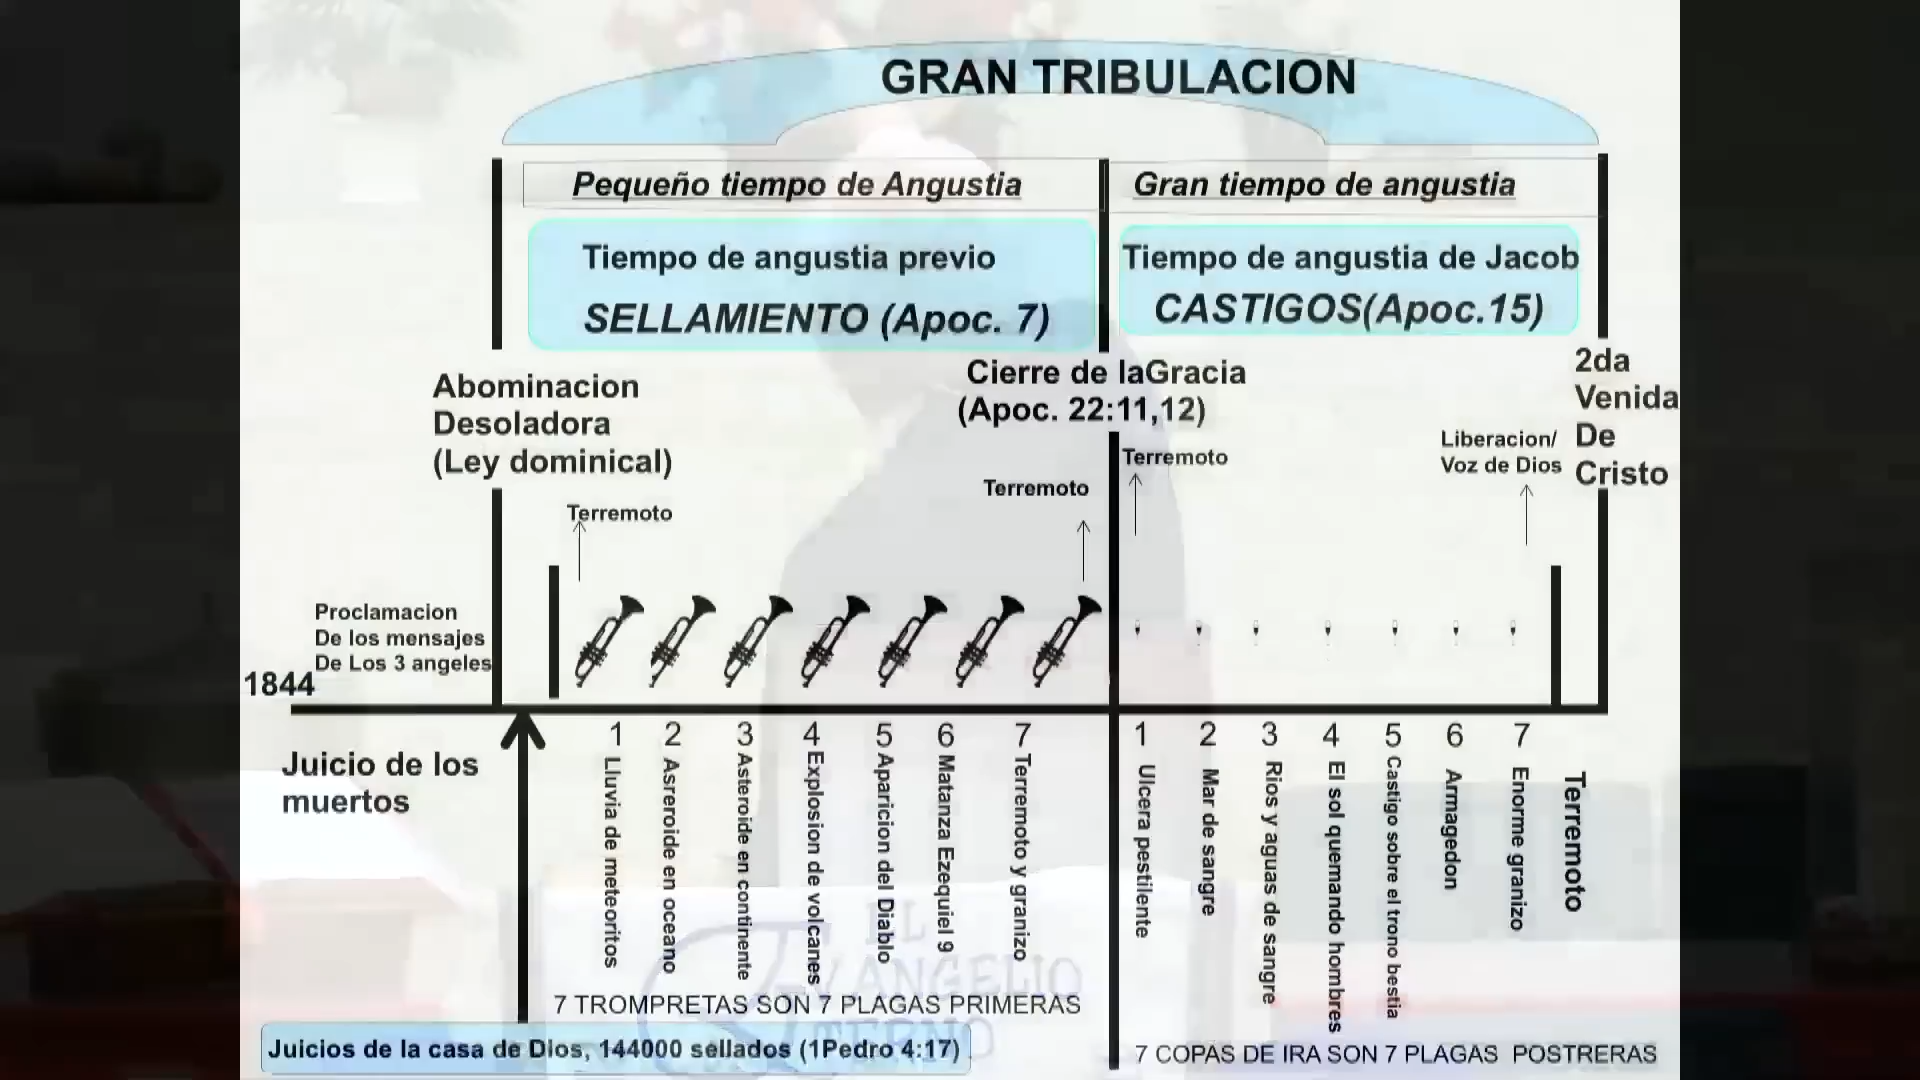 GRAN TRIBULACION
Pequeño tiempo de Angustia
Gran tiempo de angustia
Tiempo de angustia previo
SELLAMIENTO (Apoc. 7)
Tiempo de angustia de Jacob
CASTIGOS(Apoc.15)
Abominacion
Desoladora
(Ley dominical)
Cierre de laGracia
(Apoc. 22:11,12)
2da
Venida
De
Cristo
Terremoto
Terremoto
Terremoto
Liberacion/
Voz de Dios
Proclamacion
De los mensajes
De Los 3 angeles
1844
Juicio de los
muertos
1 Lluvia de meteoritos
2 Asreroide en oceano
3 Asteroide en continente
4 Explosion de volcanes
5 Aparicion del Diablo
6 Matanza Ezequiel 9
7 Terremoto y granizo
1 Ulcera pestilente
2 Mar de sangre
3 Rios y aguas de sangre
4 El sol quemando hombres
5 Castigo sobre el trono bestia
6 Armagedon
7 Enorme granizo
Terremoto
EL
EVANGELIO
ETERNO
7 TROMPRETAS SON 7 PLAGAS PRIMERAS
Juicios de la casa de Dios, 144000 sellados (1Pedro 4:17)
7 COPAS DE IRA SON 7 PLAGAS POSTRERAS